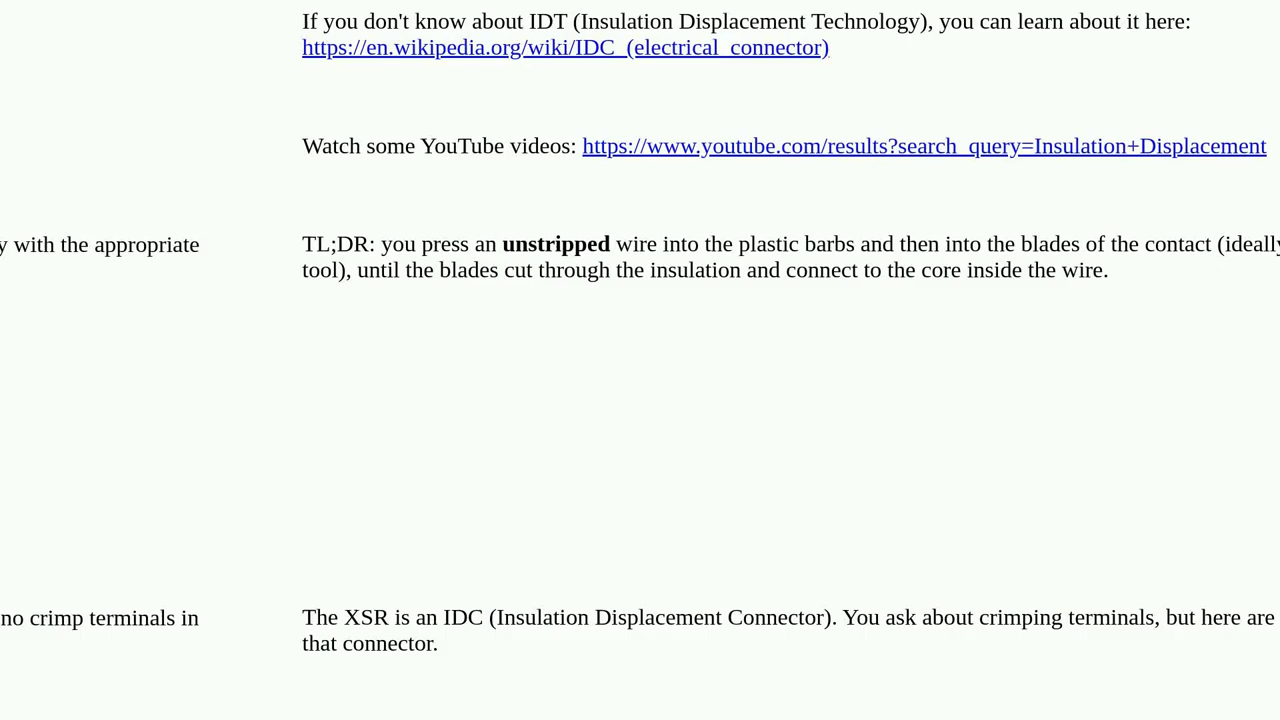 If you don't know about IDT (Insulation Displacement Technology), you can learn about it here:
https://en.wikipedia.org/wiki/IDC_(electrical_connector)
Watch some YouTube videos: https://www.youtube.com/results?search_query=Insulation+Displacement
y with the appropriate
TL;DR: you press an unstripped wire into the plastic barbs and then into the blades of the contact (ideally
tool), until the blades cut through the insulation and connect to the core inside the wire.
no crimp terminals in
The XSR is an IDC (Insulation Displacement Connector). You ask about crimping terminals, but here are
that connector.